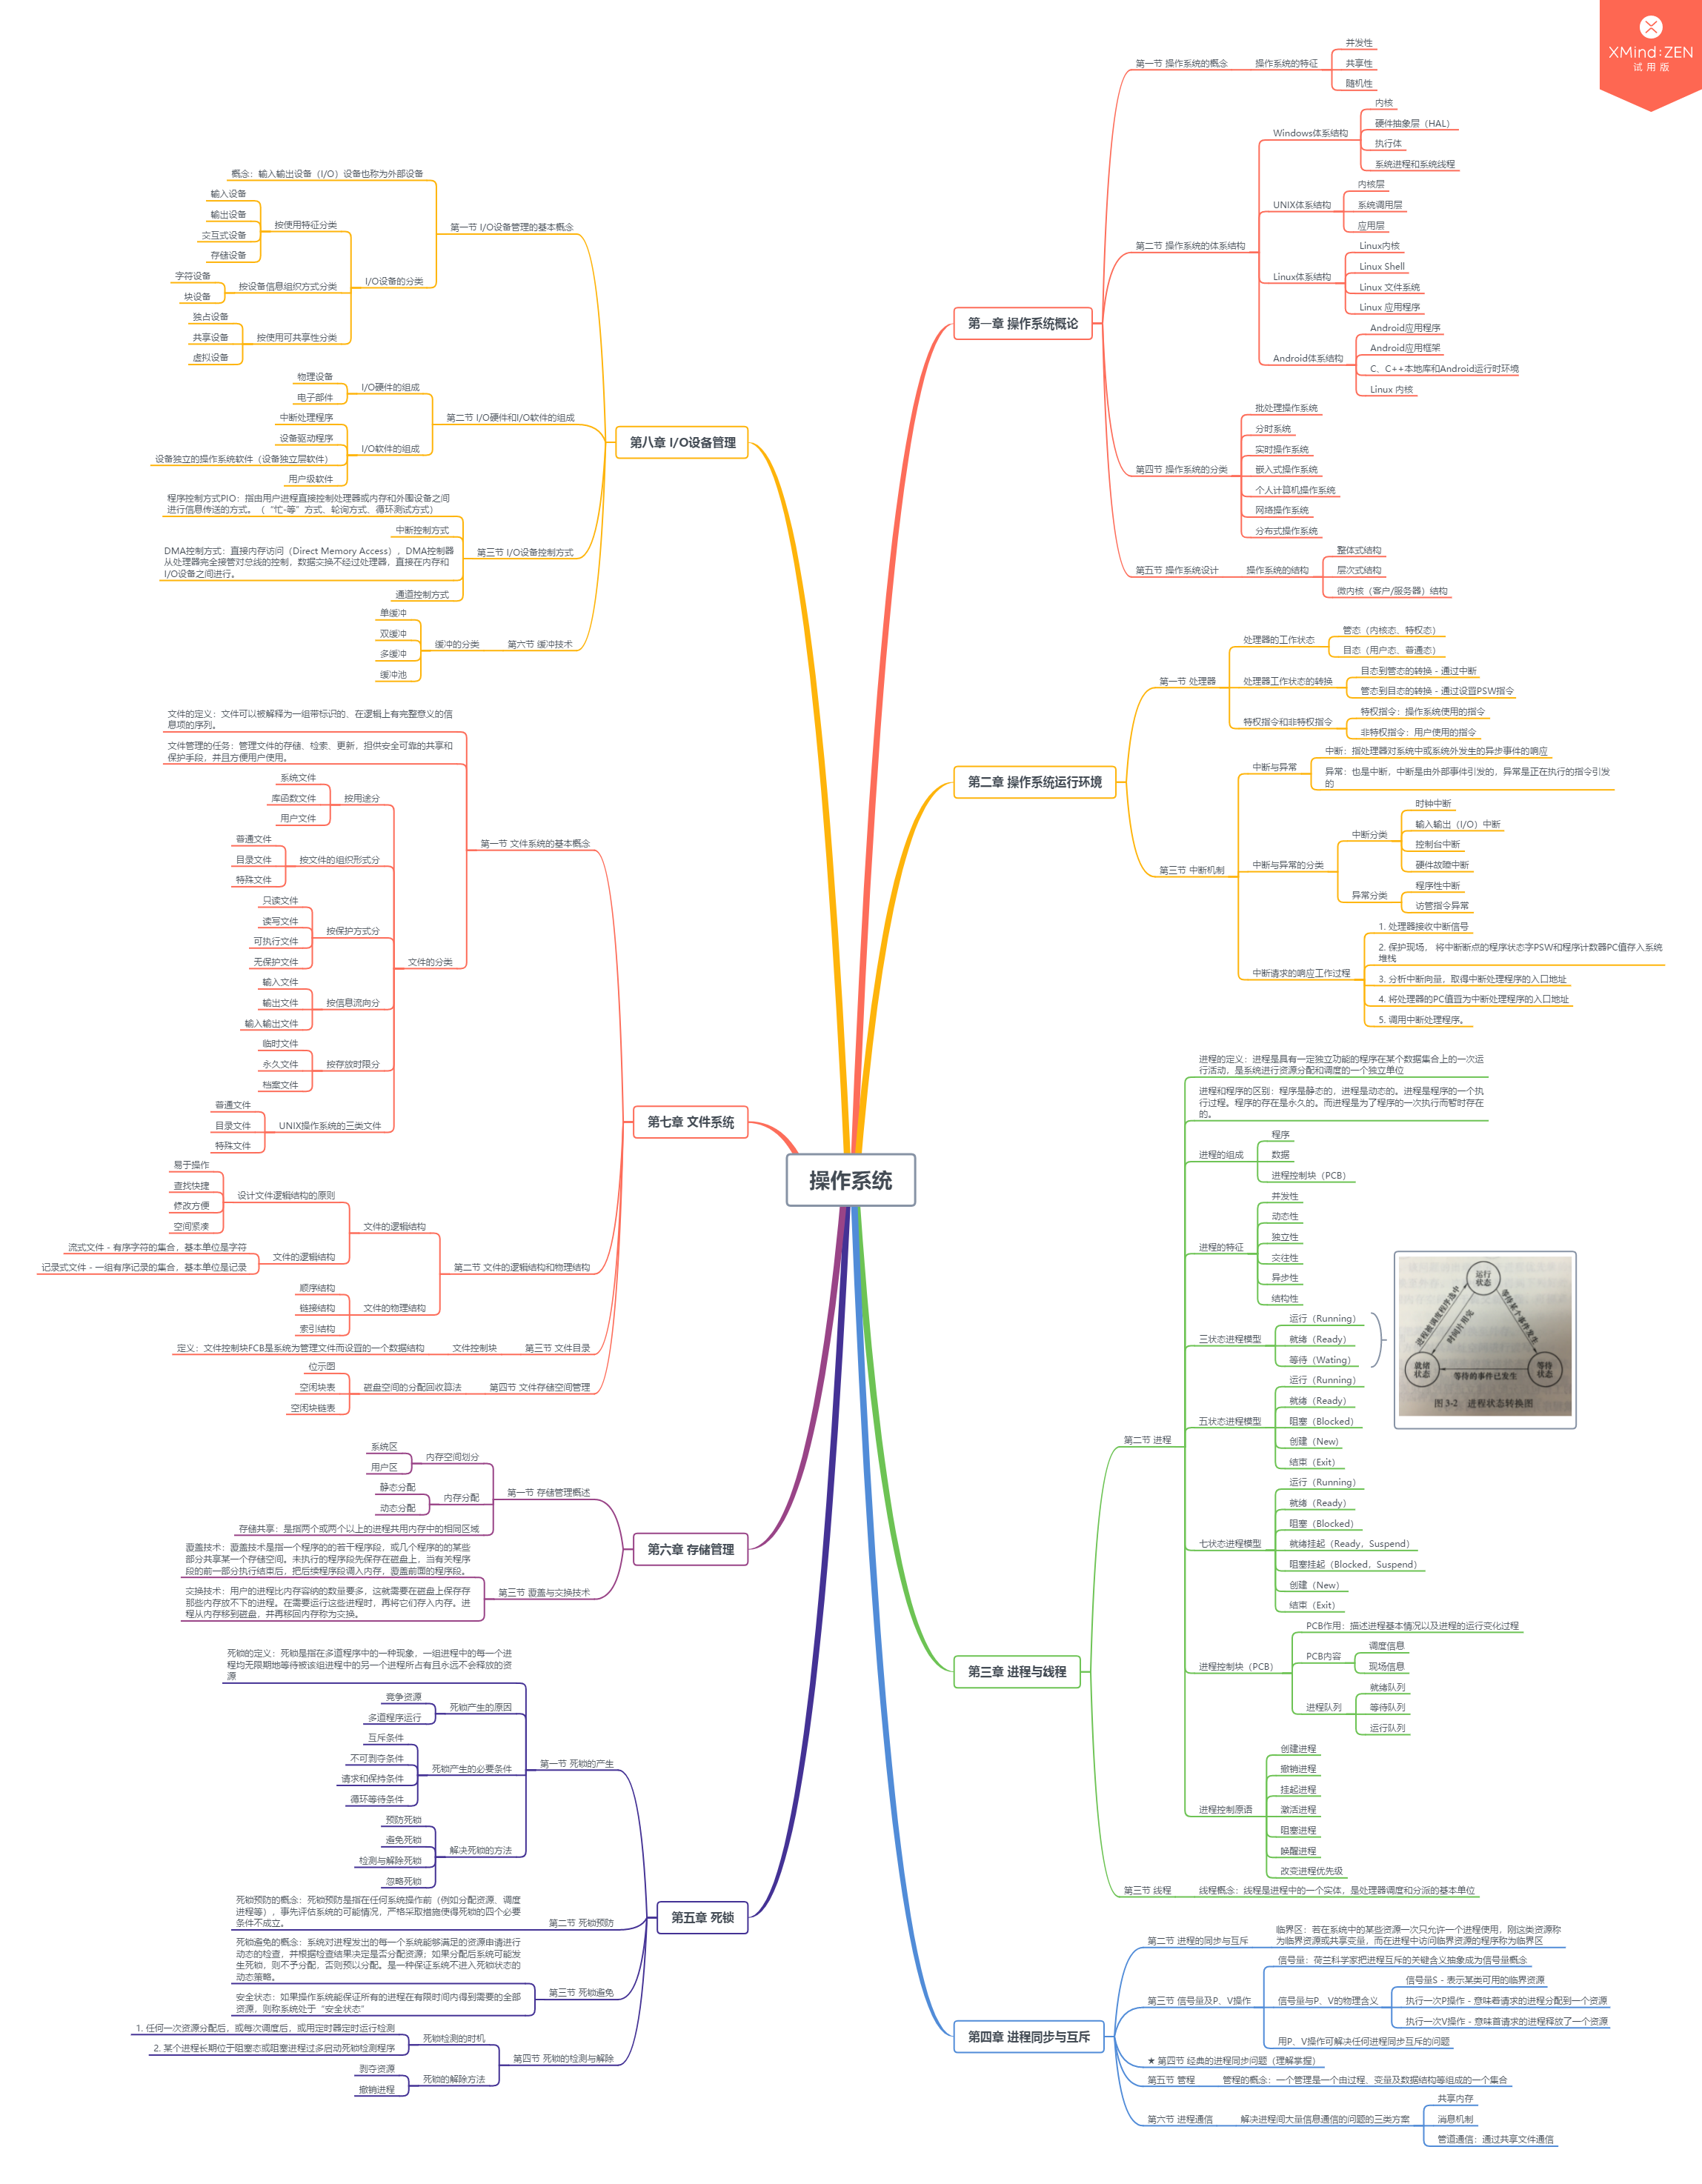 XMind:ZEN
试用版
操作系统
第一章 操作系统概论
第一节 操作系统的概念
操作系统的特征
并发性
共享性
随机性
第二节 操作系统的体系结构
Windows体系结构
内核
硬件抽象层（HAL）
执行体
系统进程和系统线程
UNIX体系结构
内核层
系统调用层
应用层
Linux体系结构
Linux内核
Linux Shell
Linux 文件系统
Linux 应用程序
Android体系结构
Android应用程序
Android应用框架
C、C++本地库和Android运行时环境
Linux 内核
第四节 操作系统的分类
批处理操作系统
分时系统
实时操作系统
嵌入式操作系统
个人计算机操作系统
网络操作系统
分布式操作系统
第五节 操作系统设计
操作系统的结构
整体式结构
层次式结构
微内核（客户/服务器）结构
第二章 操作系统运行环境
第一节 处理器
处理器的工作状态
管态（内核态、特权态）
目态（用户态、普通态）
处理器工作状态的转换
目态到管态的转换 - 通过中断
管态到目态的转换 - 通过设置PSW指令
特权指令和非特权指令
特权指令：操作系统使用的指令
非特权指令：用户使用的指令
第三节 中断机制
中断与异常
中断：指处理器对系统中或系统外发生的异步事件的响应
异常：也是中断，中断是由外部事件引发的，异常是正在执行的指令引发
的
中断与异常的分类
中断分类
时钟中断
输入输出（I/O）中断
控制台中断
硬件故障中断
异常分类
程序性中断
访管指令异常
中断请求的响应工作过程
1. 处理器接收中断信号
2. 保护现场， 将中断断点的程序状态字PSW和程序计数器PC值存入系统
堆栈
3. 分析中断向量，取得中断处理程序的入口地址
4. 将处理器的PC值置为中断处理程序的入口地址
5. 调用中断处理程序。
第三章 进程与线程
第二节 进程
进程的定义：进程是具有一定独立功能的程序在某个数据集合上的一次运
行活动，是系统进行资源分配和调度的一个独立单位
进程和程序的区别：程序是静态的，进程是动态的。进程是程序的一个执
行过程。程序的存在是永久的。而进程是为了程序的一次执行而暂时存在
的。
进程的组成
程序
数据
进程控制块（PCB）
进程的特征
并发性
动态性
独立性
交往性
异步性
结构性
三状态进程模型
运行（Running）
就绪（Ready）
等待（Wating）
运行
状态
进程被调度程序选中
时间片用完
等待某个事件发生
就绪
状态
等待
状态
等待的事件已发生
图 3-2 进程状态转换图
五状态进程模型
运行（Running）
就绪（Ready）
阻塞（Blocked）
创建（New）
结束（Exit）
七状态进程模型
运行（Running）
就绪（Ready）
阻塞（Blocked）
就绪挂起（Ready，Suspend）
阻塞挂起（Blocked，Suspend）
创建（New）
结束（Exit）
进程控制块（PCB）
PCB作用：描述进程基本情况以及进程的运行变化过程
PCB内容
调度信息
现场信息
进程队列
就绪队列
等待队列
运行队列
进程控制原语
创建进程
撤销进程
挂起进程
激活进程
阻塞进程
唤醒进程
改变进程优先级
第三节 线程
线程概念：线程是进程中的一个实体，是处理器调度和分派的基本单位
第四章 进程同步与互斥
第二节 进程的同步与互斥
临界区：若在系统中的某些资源一次只允许一个进程使用，则这类资源称
为临界资源或共享变量，而在进程中访问临界资源的程序称为临界区
第三节 信号量及P、V操作
信号量：荷兰科学家把进程互斥的关键含义抽象成为信号量概念
信号量与P、V的物理含义
信号量S - 表示某类可用的临界资源
执行一次P操作 - 意味着请求的进程分配到一个资源
执行一次V操作 - 意味首请求的进程释放了一个资源
用P、V操作可解决任何进程同步互斥的问题
★ 第四节 经典的进程同步问题（理解掌握）
第五节 管程
管程的概念：一个管理是一个由过程、变量及数据结构等组成的一个集合
第六节 进程通信
解决进程间大量信息通信的问题的三类方案
共享内存
消息机制
管道通信：通过共享文件通信
第八章 I/O设备管理
第一节 I/O设备管理的基本概念
概念：输入输出设备（I/O）设备也称为外部设备
I/O设备的分类
按使用特征分类
输入设备
输出设备
交互式设备
存储设备
按设备信息组织方式分类
字符设备
块设备
按使用可共享性分类
独占设备
共享设备
虚拟设备
第二节 I/O硬件和I/O软件的组成
I/O硬件的组成
物理设备
电子部件
I/O软件的组成
中断处理程序
设备驱动程序
设备独立的操作系统软件（设备独立层软件）
用户级软件
第三节 I/O设备控制方式
程序控制方式PIO：指由用户进程直接控制处理器或内存和外围设备之间
进行信息传送的方式。（“忙-等”方式、轮询方式、循环测试方式）
中断控制方式
DMA控制方式：直接内存访问（Direct Memory Access），DMA控制器
从处理器完全接管对总线的控制，数据交换不经过处理器，直接在内存和
I/O设备之间进行。
通道控制方式
第六节 缓冲技术
缓冲的分类
单缓冲
双缓冲
多缓冲
缓冲池
第七章 文件系统
第一节 文件系统的基本概念
文件的定义：文件可以被解释为一组带标识的、在逻辑上有完整意义的信
息项的序列。
文件管理的任务：管理文件的存储、检索、更新，担供安全可靠的共享和
保护手段，并且方便用户使用。
文件的分类
按用途分
系统文件
库函数文件
用户文件
按文件的组织形式分
普通文件
目录文件
特殊文件
按保护方式分
只读文件
读写文件
可执行文件
无保护文件
按信息流向分
输入文件
输出文件
输入输出文件
按存放时限分
临时文件
永久文件
档案文件
UNIX操作系统的三类文件
普通文件
目录文件
特殊文件
第二节 文件的逻辑结构和物理结构
文件的逻辑结构
设计文件逻辑结构的原则
易于操作
查找快捷
修改方便
空间紧凑
文件的逻辑结构
流式文件 - 有序字符的集合，基本单位是字符
记录式文件 - 一组有序记录的集合，基本单位是记录
文件的物理结构
顺序结构
链接结构
索引结构
第三节 文件目录
文件控制块
定义：文件控制块FCB是系统为管理文件而设置的一个数据结构
第四节 文件存储空间管理
磁盘空间的分配回收算法
位示图
空闲块表
空闲块链表
第六章 存储管理
第一节 存储管理概述
内存空间划分
系统区
用户区
内存分配
静态分配
动态分配
存储共享：是指两个或两个以上的进程共用内存中的相同区域
第三节 覆盖与交换技术
覆盖技术：覆盖技术是指一个程序的的若干程序段，或几个程序的的某些
部分共享某一个存储空间。未执行的程序段先保存在磁盘上，当有关程序
段的前一部分执行结束后，把后续程序段调入内存，覆盖前面的程序段。
交换技术：用户的进程比内存容纳的数量要多，这就需要在磁盘上保存存
那些内存放不下的进程。在需要运行这些进程时，再将它们存入内存。进
程从内存移到磁盘，并再移回内存称为交换。
第五章 死锁
第一节 死锁的产生
死锁的定义：死锁是指在多道程序中的一种现象，一组进程中的每一个进
程均无限期地等待被该组进程中的另一个进程所占有且永远不会释放的资
源
死锁产生的原因
竞争资源
多道程序运行
死锁产生的必要条件
互斥条件
不可剥夺条件
请求和保持条件
循环等待条件
解决死锁的方法
预防死锁
避免死锁
检测与解除死锁
忽略死锁
第二节 死锁预防
死锁预防的概念：死锁预防是指在任何系统操作前（例如分配资源、调度
进程等），事先评估系统的可能情况，严格采取措施使得死锁的四个必要
条件不成立。
第三节 死锁避免
死锁避免的概念：系统对进程发出的每一个系统能够满足的资源申请进行
动态的检查，并根据检查结果决定是否分配资源；如果分配后系统可能发
生死锁，则不予分配，否则预以分配。是一种保证系统不进入死锁状态的
动态策略。
安全状态：如果操作系统能保证所有的进程在有限时间内得到需要的全部
资源，则称系统处于“安全状态”
第四节 死锁的检测与解除
死锁检测的时机
1. 任何一次资源分配后，或每次调度后，或用定时器定时运行检测
2. 某个进程长期位于阻塞态或阻塞进程过多启动死锁检测程序
死锁的解除方法
剥夺资源
撤销进程